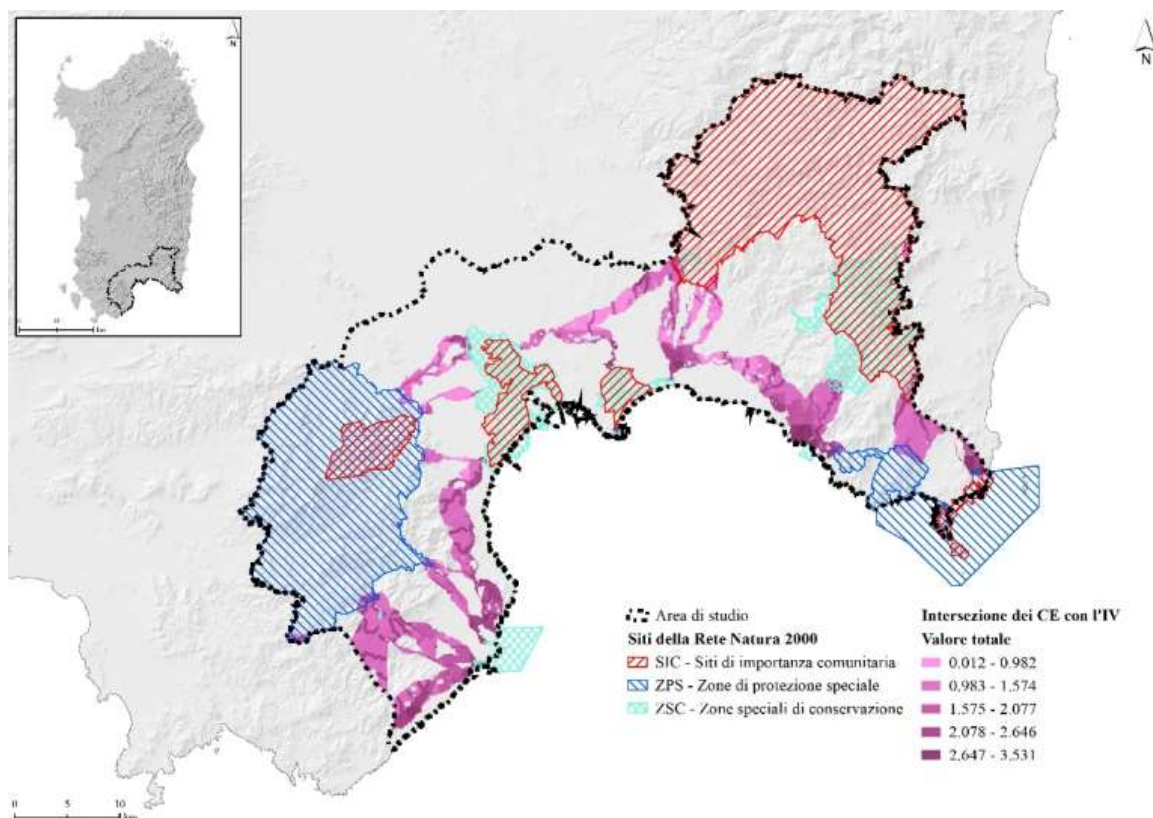 N
N
Area di studio
Siti della Rete Natura 2000
SIC - Siti di importanza comunitaria
ZPS - Zone di protezione speciale
ZSC - Zone speciali di conservazione
Intersezione dei CE con l'IV
Valore totale
0.012 - 0.982
0.983 - 1.574
1.575 - 2.077
2.078 - 2.646
2.647 - 3.531
0 5 10